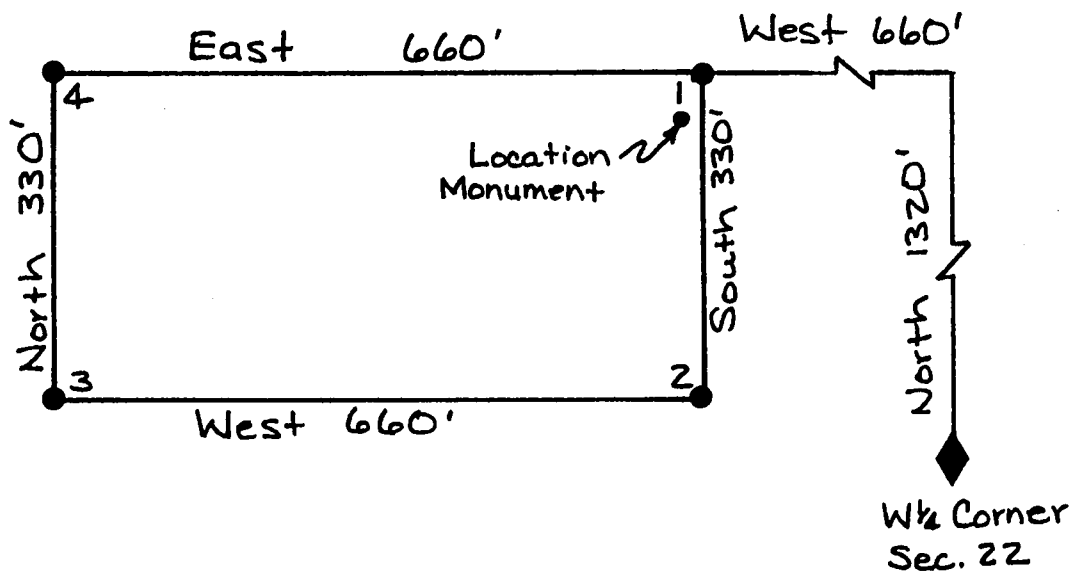 East 660'
West 660'
4
1
North 330'
Location
Monument
South 330'
North 1320'
3
2
West 660'
W¼ Corner
Sec. 22